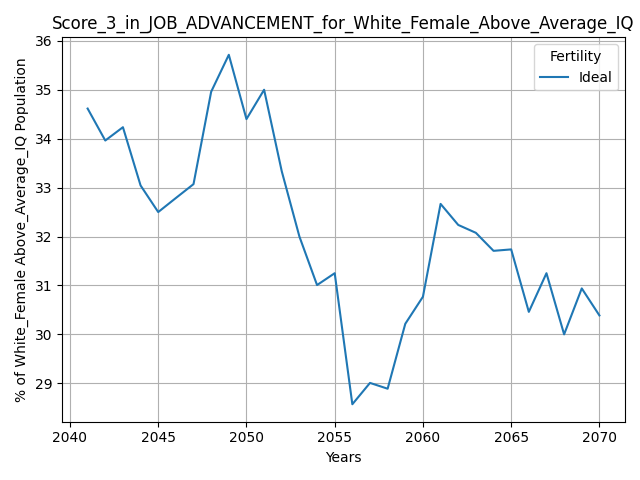 Score_3_in_JOB_ADVANCEMENT_for_White_Female_Above_Average_IQ
% of White_Female Above_Average_IQ Population
36
35
34
33
32
31
30
29
Fertility
Ideal
2040 2045 2050 2055 2060 2065 2070
Years